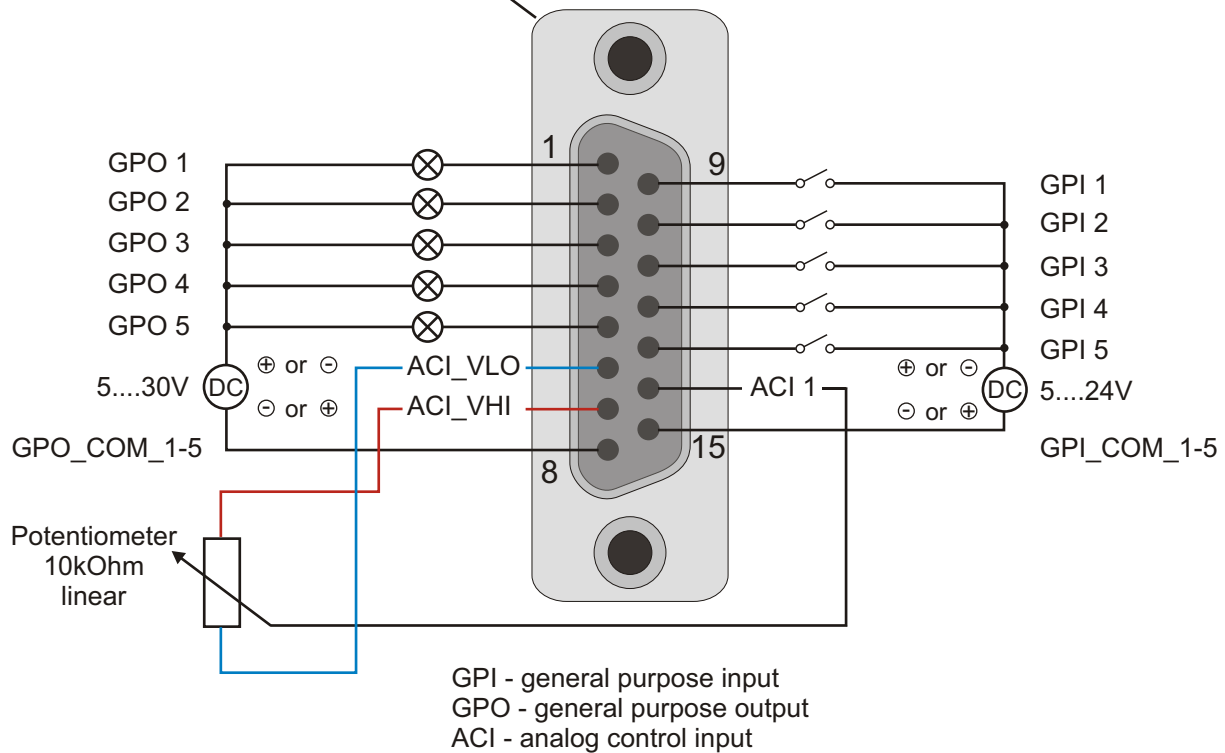 1
9
GPO 1
GPO 2
GPO 3
GPO 4
GPO 5
⊕ or ⊖
5....30V
DC
⊖ or ⊕
GPO_COM_1-5
ACI_VLO
ACI_VHI
8
GPI 1
GPI 2
GPI 3
GPI 4
GPI 5
ACI 1
⊕ or ⊖
DC
5....24V
⊖ or ⊕
15
GPI_COM_1-5
Potentiometer
10kOhm
linear
GPI - general purpose input
GPO - general purpose output
ACI - analog control input